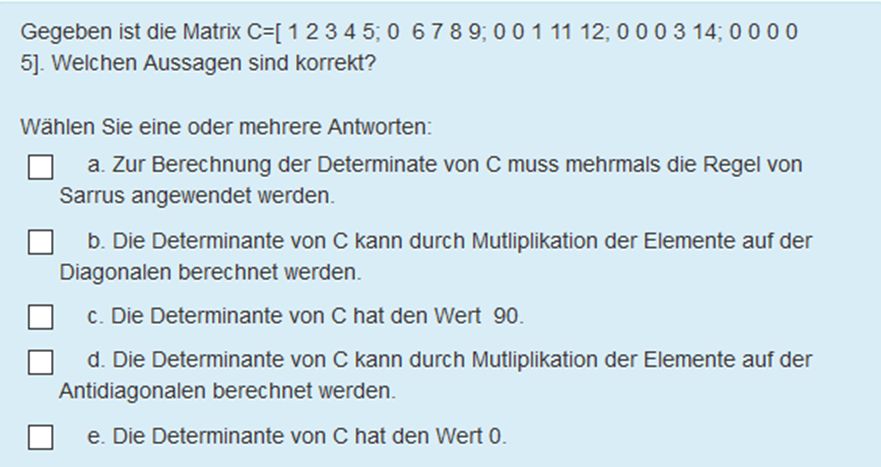 Gegeben ist die Matrix C=[ 1 2 3 4 5; 0  6 7 8 9; 0 0 1 11 12; 0 0 0 3 14; 0 0 0 0
5]. Welchen Aussagen sind korrekt?
Wählen Sie eine oder mehrere Antworten:
a. Zur Berechnung der Determinate von C muss mehrmals die Regel von
Sarrus angewendet werden.
b. Die Determinante von C kann durch Mutliplikation der Elemente auf der
Diagonalen berechnet werden.
c. Die Determinante von C hat den Wert  90.
d. Die Determinante von C kann durch Mutliplikation der Elemente auf der
Antidiagonalen berechnet werden.
e. Die Determinante von C hat den Wert 0.